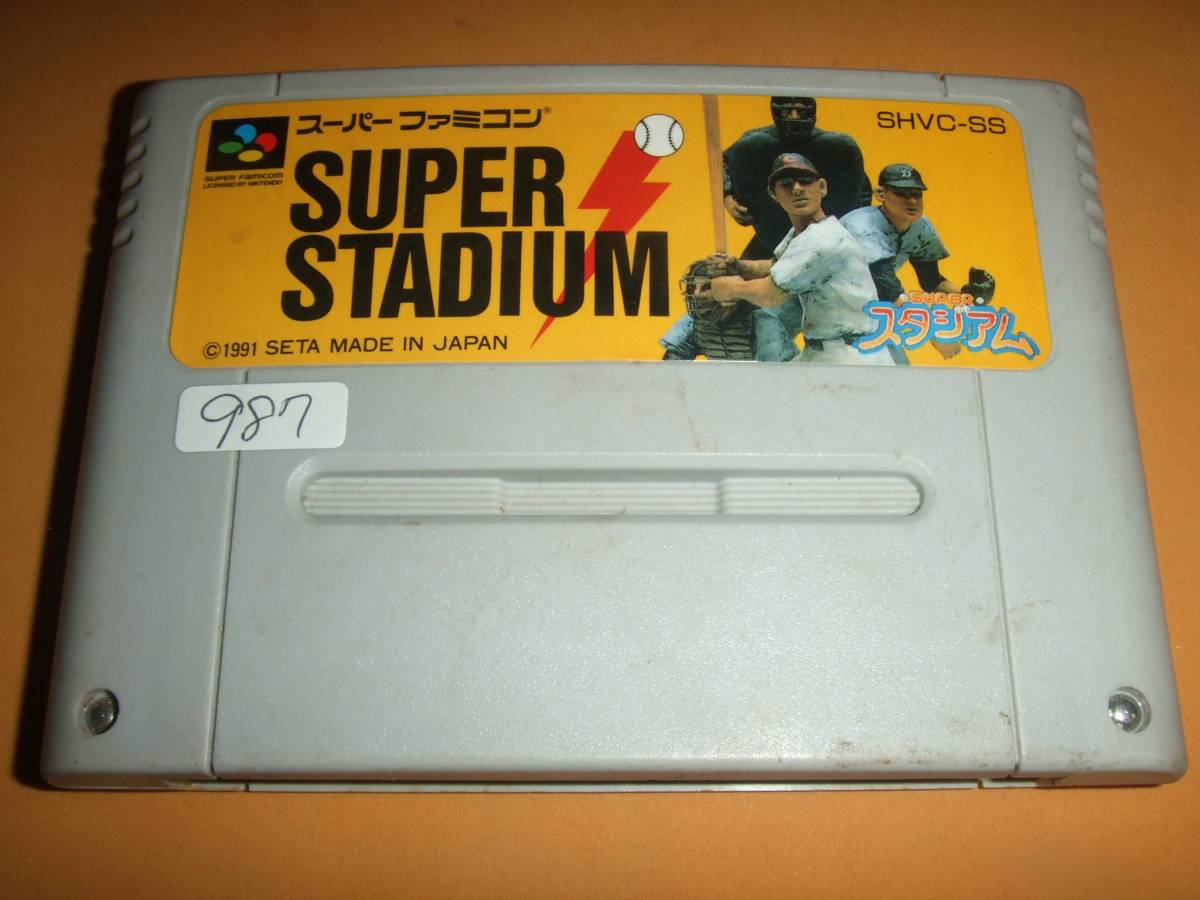 スーパーファミコン®
SHVC-SS
SUPER FAMICOM
LICENSED BY NINTENDO
SUPER
STADIUM
SUPER
スタジアム
©1991 SETA MADE IN JAPAN
987